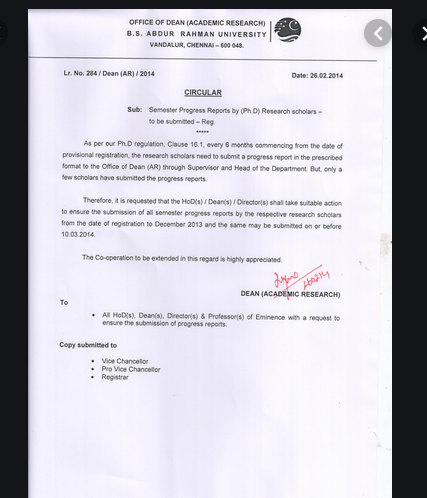 OFFICE OF DEAN (ACADEMIC RESEARCH)
B.S. ABDUR RAHMAN UNIVERSITY
VANDALUR, CHENNAI – 600 048.
Lr. No. 284 / Dean (AR) / 2014
Date: 26.02.2014
CIRCULAR
Sub: Semester Progress Reports by (Ph.D) Research scholars –
to be submitted – Reg.
*****
As per our Ph.D regulation, Clause 16.1, every 6 months commencing from the date of
provisional registration, the research scholars need to submit a progress report in the prescribed
format to the Office of Dean (AR) through Supervisor and Head of the Department. But, only a
few scholars have submitted the progress reports.
Therefore, it is requested that the HoD(s) / Dean(s) / Director(s) shall take suitable action
to ensure the submission of all semester progress reports by the respective research scholars
from the date of registration to December 2013 and the same may be submitted on or before
10.03.2014.
The Co-operation to be extended in this regard is highly appreciated.
DEAN (ACADEMIC RESEARCH)
To
• All HoD(s), Dean(s), Director(s) & Professor(s) of Eminence with a request to
ensure the submission of progress reports.
Copy submitted to
• Vice Chancellor
• Pro Vice Chancellor
• Registrar